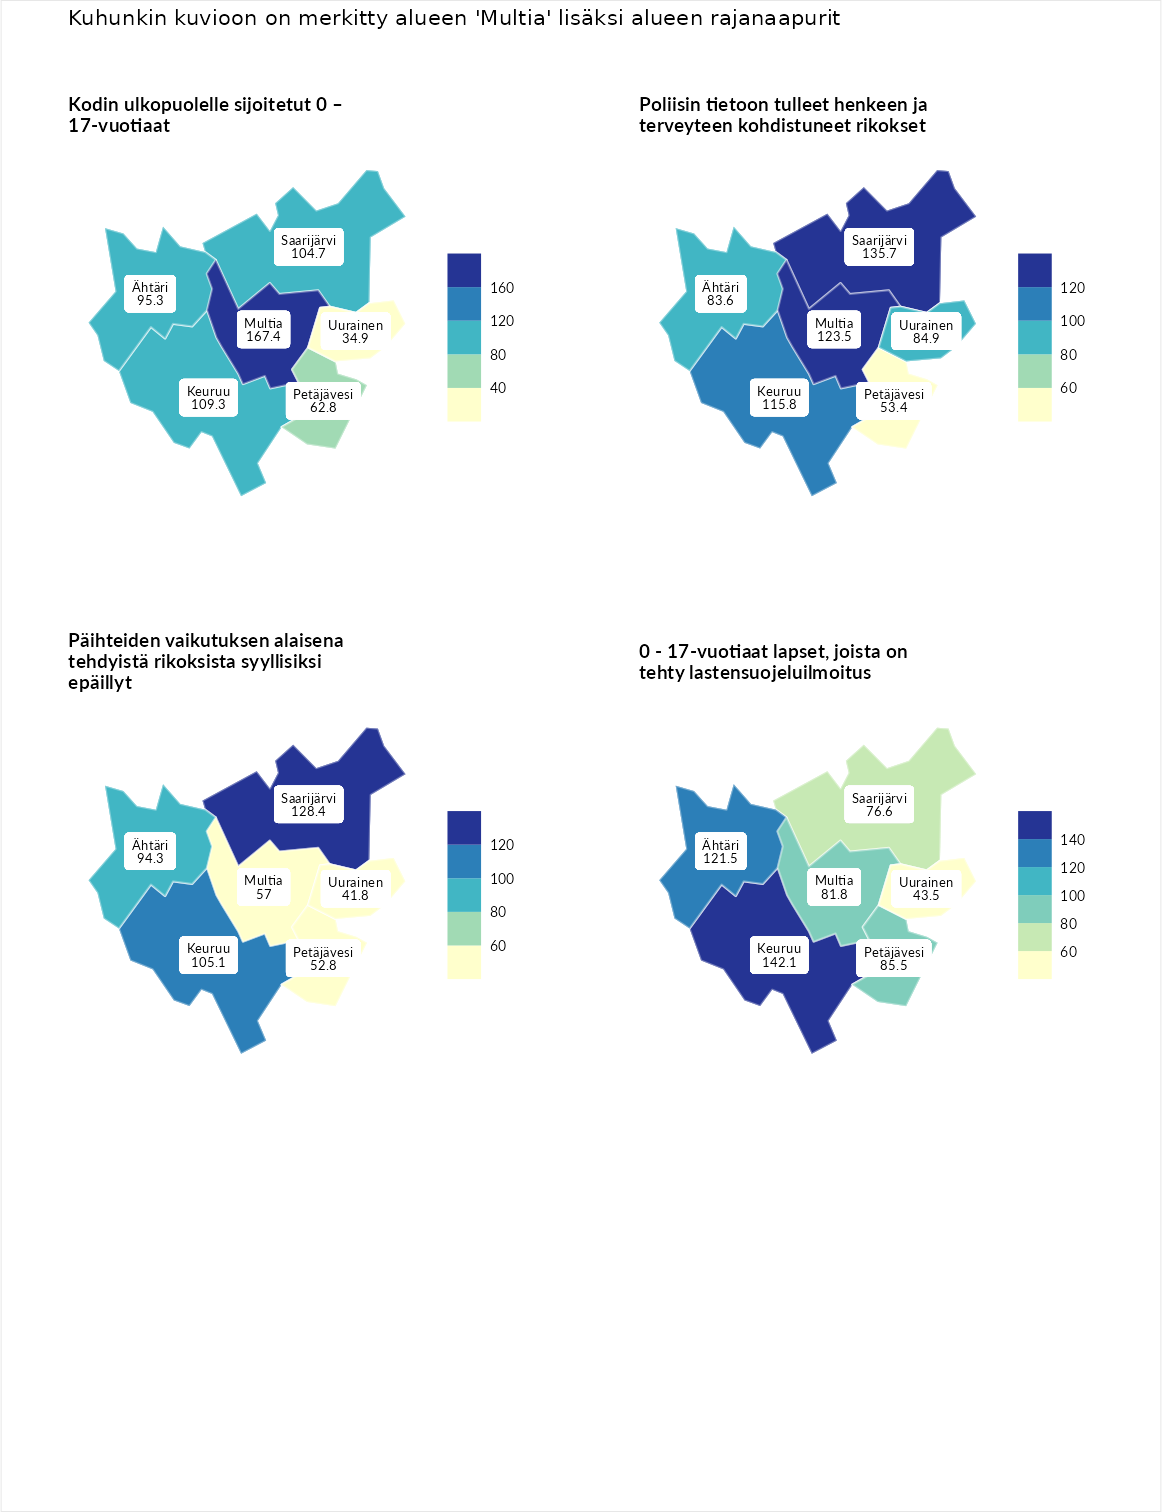 Kuhunkin kuvioon on merkitty alueen 'Multia' lisäksi alueen rajanaapurit
Kodin ulkopuolelle sijoitetut 0 –
17-vuotiaat
Saarijärvi
104.7
Ähtäri
95.3
Multia
167.4
Uurainen
34.9
Keuruu
109.3
Petäjävesi
62.8
160
120
80
40
Poliisin tietoon tulleet henkeen ja
terveyteen kohdistuneet rikokset
Saarijärvi
135.7
Ähtäri
83.6
Multia
123.5
Uurainen
84.9
Keuruu
115.8
Petäjävesi
53.4
120
100
80
60
Päihteiden vaikutuksen alaisena
tehdyistä rikoksista syyllisiksi
epäillyt
Saarijärvi
128.4
Ähtäri
94.3
Multia
57
Uurainen
41.8
Keuruu
105.1
Petäjävesi
52.8
120
100
80
60
0 - 17-vuotiaat lapset, joista on
tehty lastensuojeluilmoitus
Saarijärvi
76.6
Ähtäri
121.5
Multia
81.8
Uurainen
43.5
Keuruu
142.1
Petäjävesi
85.5
140
120
100
80
60